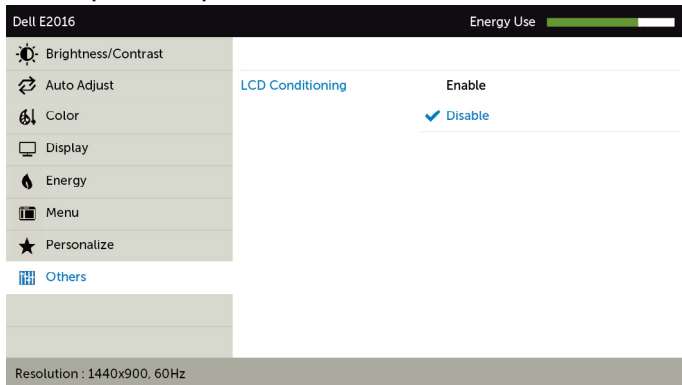 Dell E2016 Energy Use
Brightness/Contrast
Auto Adjust LCD Conditioning Enable
Color Disable
Display
Energy
Menu
Personalize
Others
Resolution : 1440x900, 60Hz